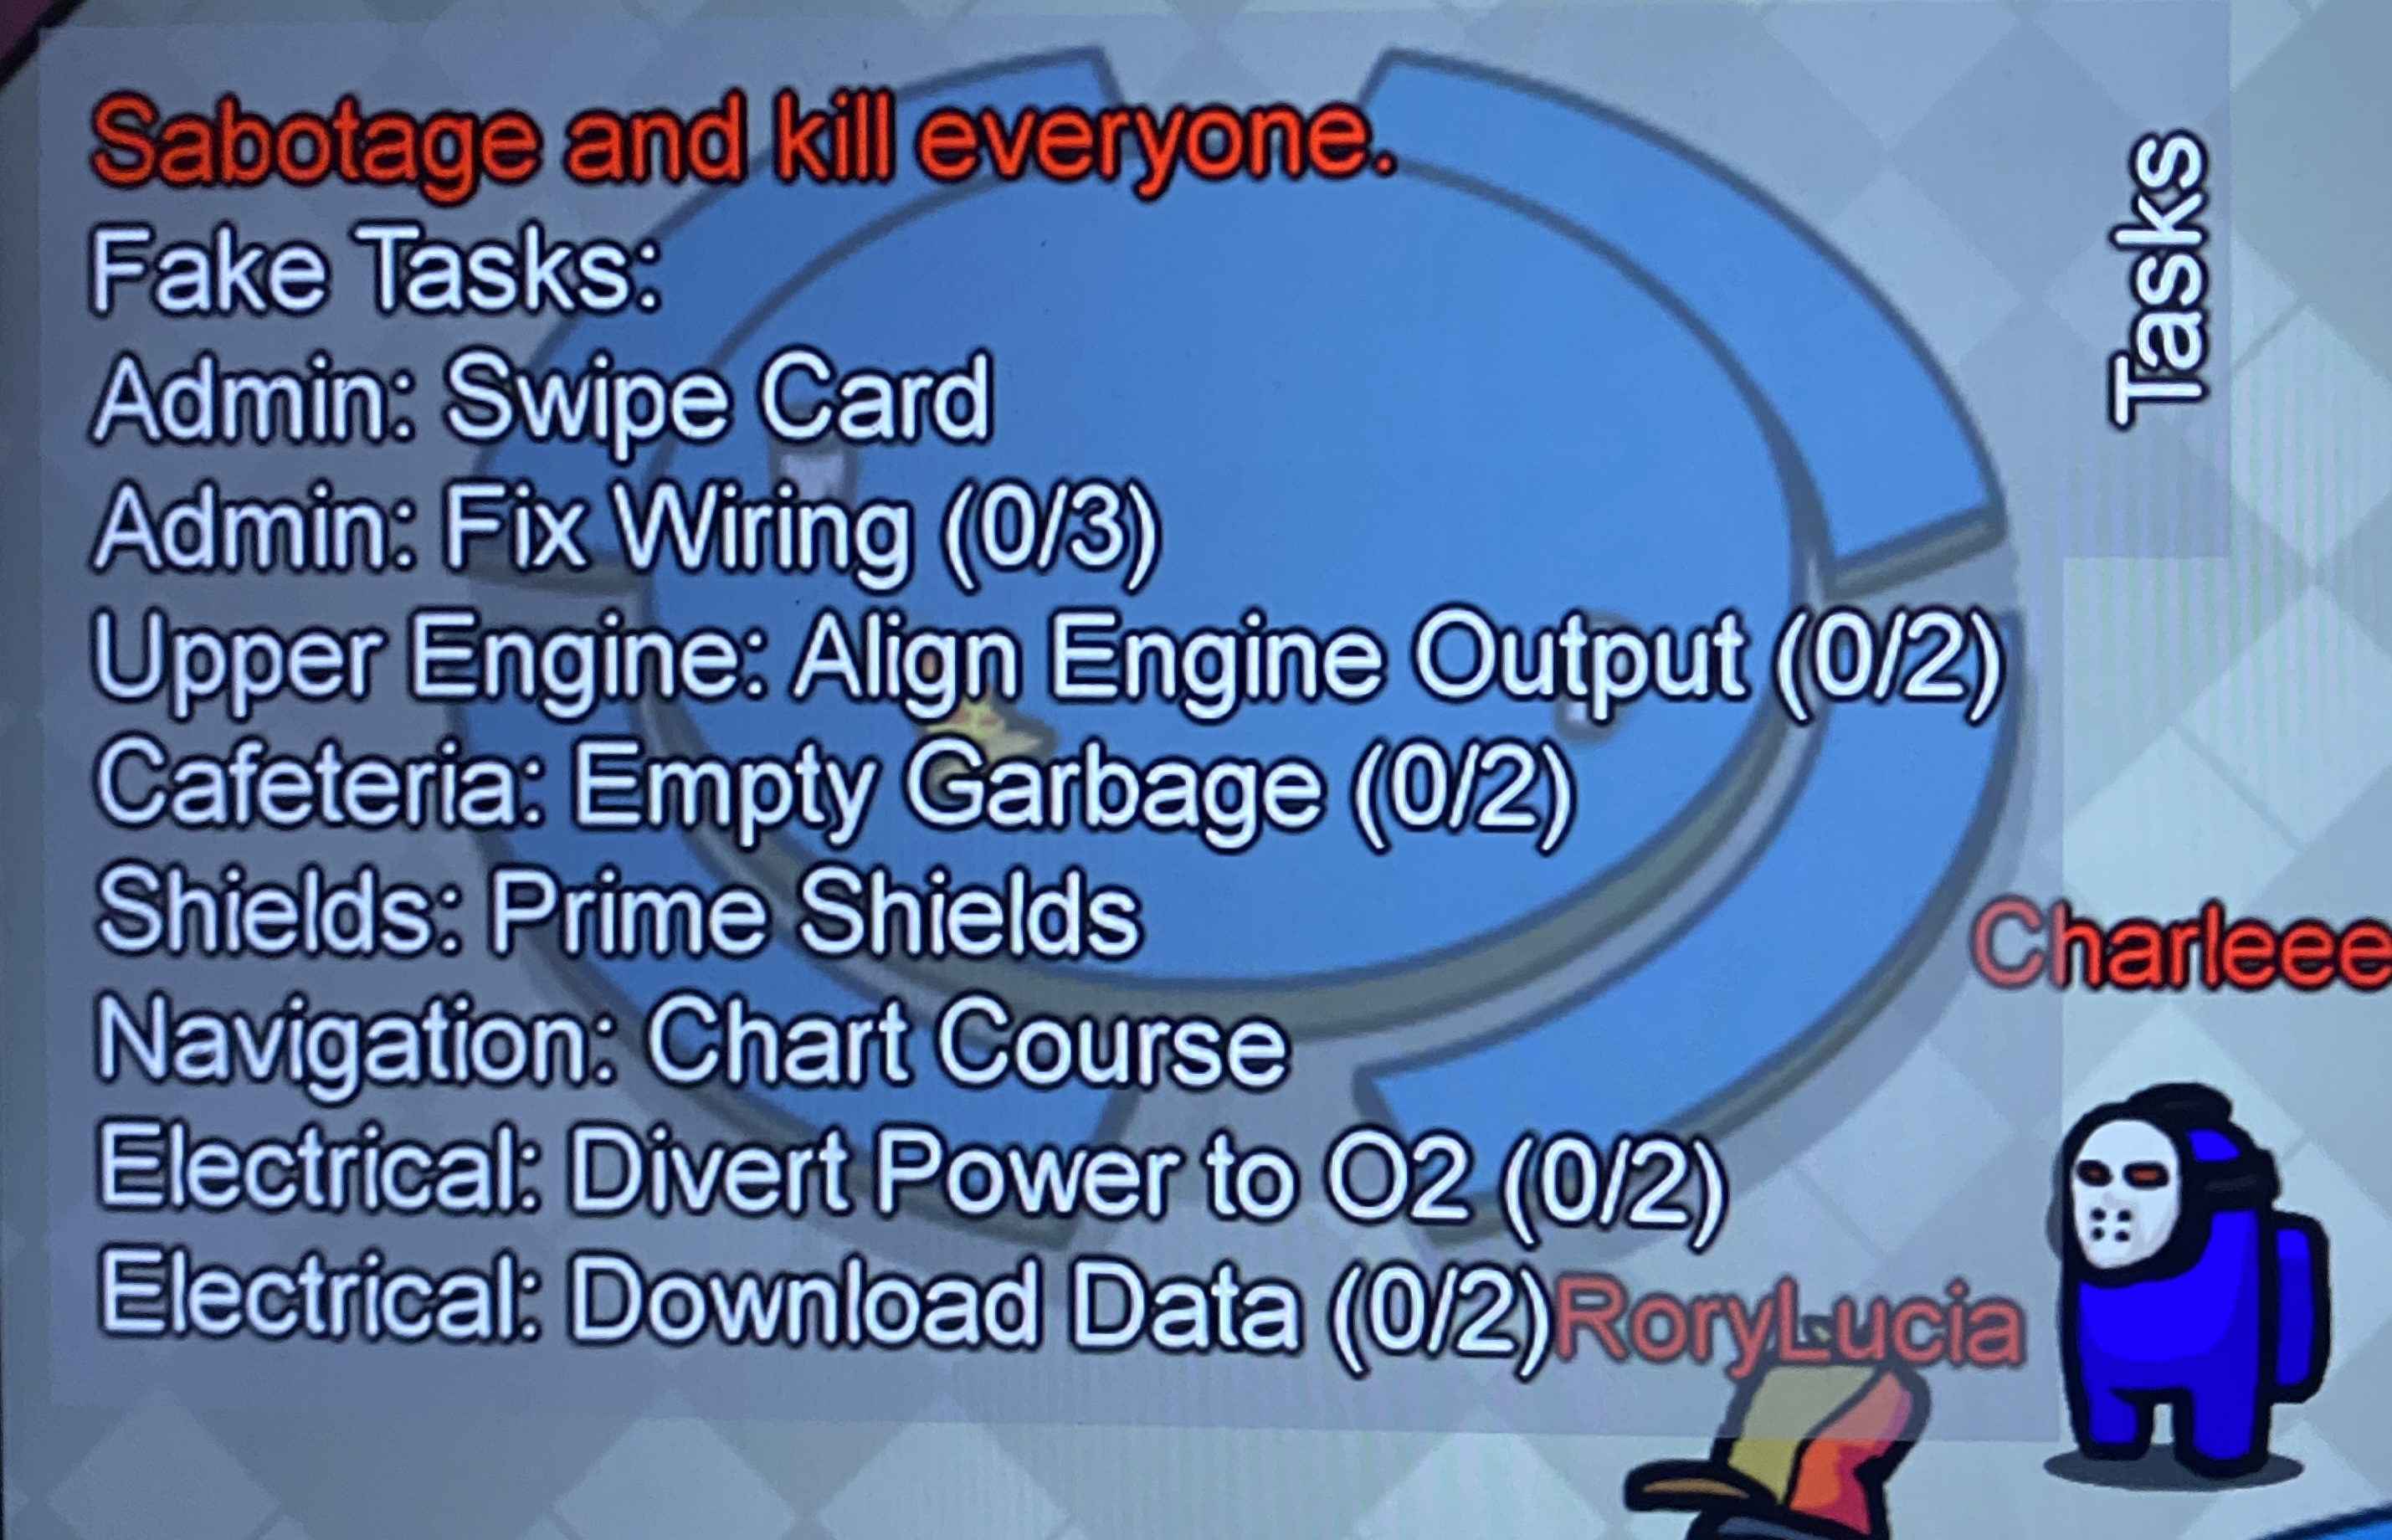 Sabotage and kill everyone.
Fake Tasks:
Admin: Swipe Card
Admin: Fix Wiring (0/3)
Upper Engine: Align Engine Output (0/2)
Cafeteria: Empty Garbage (0/2)
Shields: Prime Shields
Navigation: Chart Course
Electrical: Divert Power to O2 (0/2)
Electrical: Download Data (0/2)
Tasks
Charleee
RoryLucia